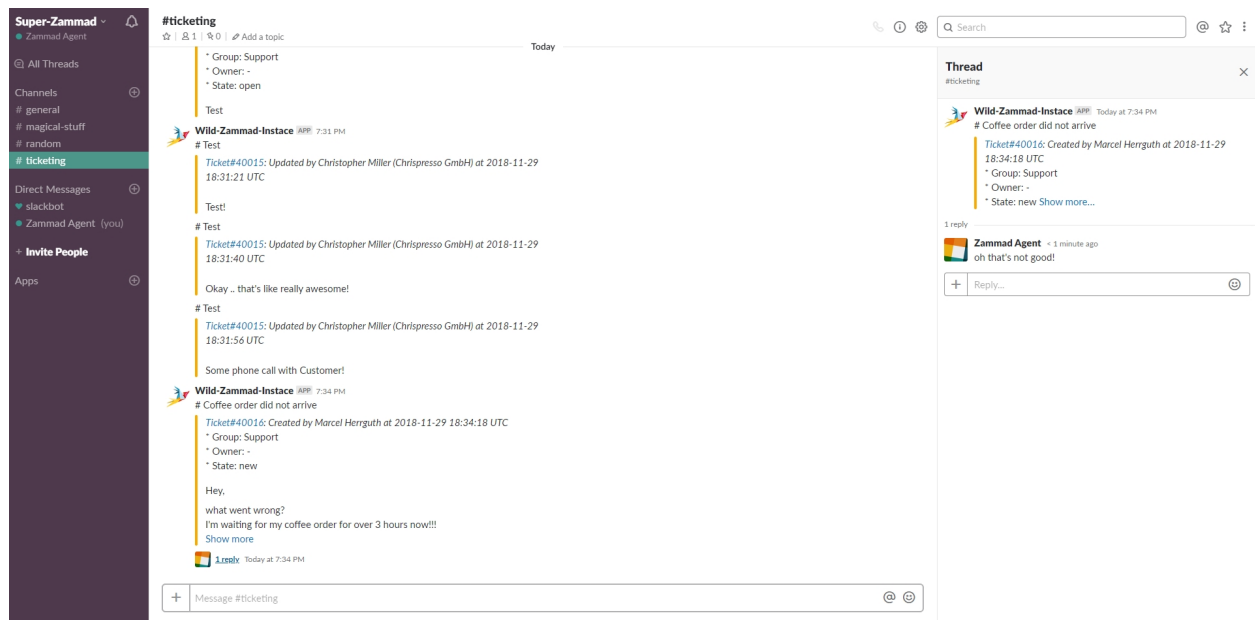 Super-Zammad
Zammad Agent
All Threads
Channels
# general
# magical-stuff
# random
# ticketing
Direct Messages
slackbot
Zammad Agent (you)
+ Invite People
Apps
#ticketing
1 | 0 | Add a topic
Today
* Group: Support
* Owner: -
* State: open
Test
Wild-Zammad-Instace APP 7:31 PM
# Test
Ticket#40015: Updated by Christopher Miller (Chrispresso GmbH) at 2018-11-29
18:31:21 UTC
Test!
# Test
Ticket#40015: Updated by Christopher Miller (Chrispresso GmbH) at 2018-11-29
18:31:40 UTC
Okay .. that's like really awesome!
# Test
Ticket#40015: Updated by Christopher Miller (Chrispresso GmbH) at 2018-11-29
18:31:56 UTC
Some phone call with Customer!
Wild-Zammad-Instace APP 7:34 PM
# Coffee order did not arrive
Ticket#40016: Created by Marcel Herrguth at 2018-11-29 18:34:18 UTC
* Group: Support
* Owner: -
* State: new
Hey,
what went wrong?
I'm waiting for my coffee order for over 3 hours now!!!
Show more
1 reply Today at 7:34 PM
Message #ticketing
Search
Thread
#ticketing
Wild-Zammad-Instace APP Today at 7:34 PM
# Coffee order did not arrive
Ticket#40016: Created by Marcel Herrguth at 2018-11-29
18:34:18 UTC
* Group: Support
* Owner: -
* State: new Show more...
1 reply
Zammad Agent < 1 minute ago
oh that's not good!
Reply...